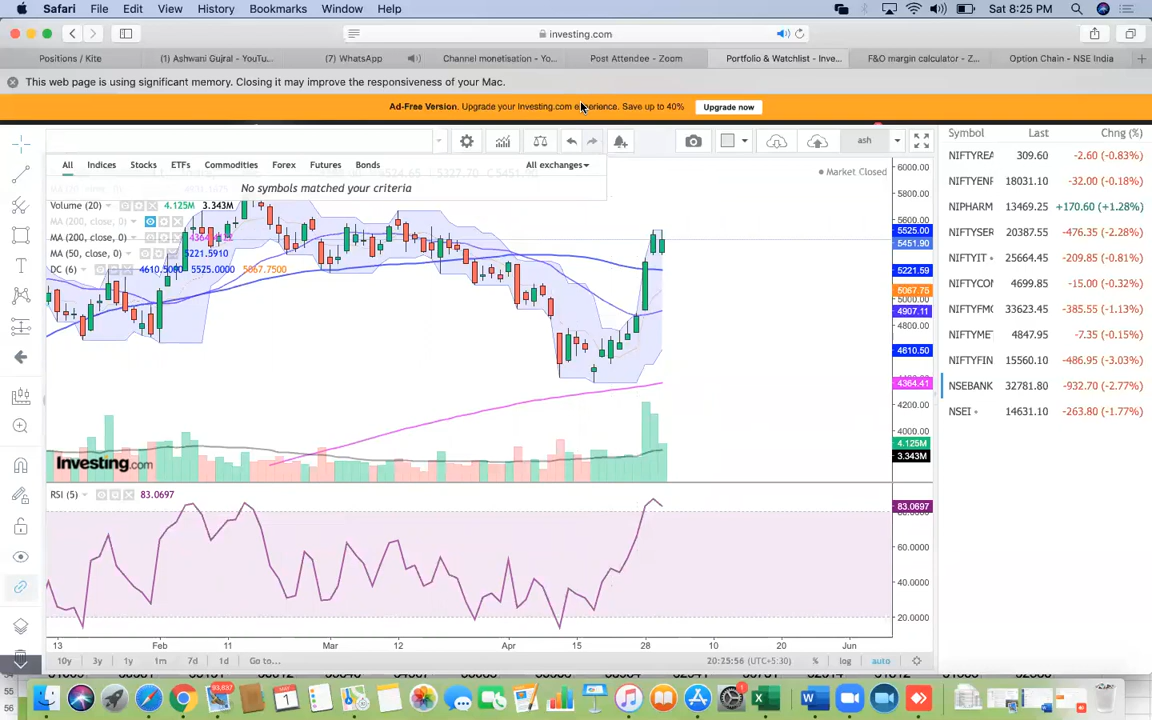 Safari File Edit View History Bookmarks Window Help Sat 8:25 PM
investing.com
Positions / Kite (1) Ashwani Gujral - YouTu... (7) WhatsApp Channel monetisation - Yo... Post Attendee - Zoom Portfolio & Watchlist - Inve... F&O margin calculator - Z... Option Chain - NSE India
This web page is using significant memory. Closing it may improve the responsiveness of your Mac.
Ad-Free Version. Upgrade your Investing.com experience. Save up to 40% Upgrade now
ash
Symbol Last Chng (%)
All Indices Stocks ETFs Commodities Forex Futures Bonds All exchanges
No symbols matched your criteria
Market Closed
Volume (20) 4.125M 3.343M
MA (200, close, 0)
MA (200, close, 0)
MA (50, close, 0) 5221.5910
DC (6) 4610.5000 5525.0000 5067.7500
6000.00
5800.00
5600.00
5525.00
5451.90
5221.59
5067.75
5000.00
4907.11
4800.00
4610.50
4364.41
4200.00
4000.00
4.125M
3.343M
NIFTYREA 309.60 -2.60 (-0.83%)
NIFTYENF 18031.10 -32.00 (-0.18%)
NIPHARM 13469.25 +170.60 (+1.28%)
NIFTYSER 20387.55 -476.35 (-2.28%)
NIFTYIT 25664.45 -209.85 (-0.81%)
NIFTYCON 4699.85 -15.00 (-0.32%)
NIFTYFMC 33623.45 -385.55 (-1.13%)
NIFTYMET 4847.95 -7.35 (-0.15%)
NIFTYFIN 15560.10 -486.95 (-3.03%)
NSEBANK 32781.80 -932.70 (-2.77%)
NSEI 14631.10 -263.80 (-1.77%)
Investing.com
RSI (5) 83.0697
83.0697
60.0000
40.0000
20.0000
13 Feb 11 Mar 12 Apr 15 28 10 20 Jun
10y 3y 1y 1m 7d 1d Go to... 20:25:56 (UTC+5:30) % log auto
55
56